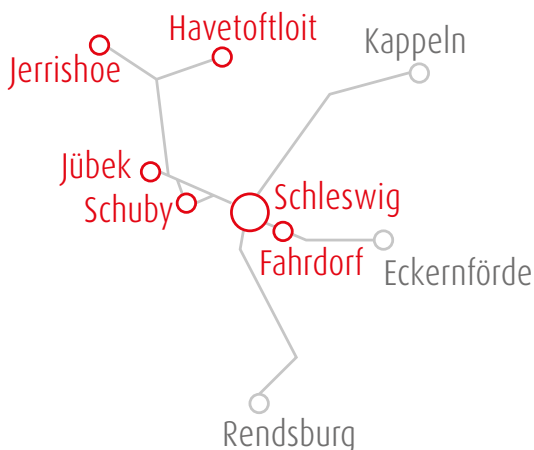 Havetoftloit
Kappeln
Jerrishoe
Jübek
Schleswig
Schuby
Fahrdorf
Eckernförde
Rendsburg